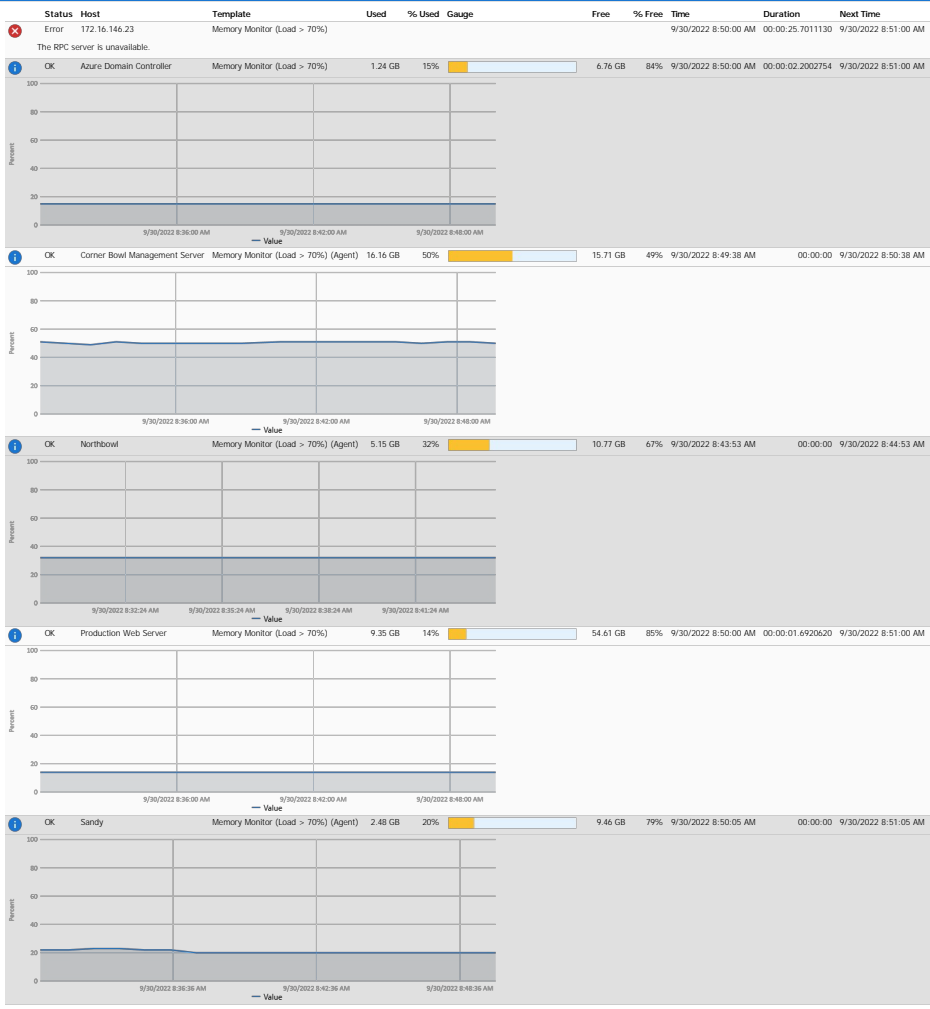 Status Host Template Used % Used Gauge Free % Free Time Duration Next Time
Error 172.16.146.23 Memory Monitor (Load > 70%) 9/30/2022 8:50:00 AM 00:00:25.7011130 9/30/2022 8:51:00 AM
The RPC server is unavailable.
OK Azure Domain Controller Memory Monitor (Load > 70%) 1.24 GB 15% 6.76 GB 84% 9/30/2022 8:50:00 AM 00:00:02.2002754 9/30/2022 8:51:00 AM
100
80
60
40
20
0
Percent
9/30/2022 8:36:00 AM 9/30/2022 8:42:00 AM 9/30/2022 8:48:00 AM
Value
OK Corner Bowl Management Server Memory Monitor (Load > 70%) (Agent) 16.16 GB 50% 15.71 GB 49% 9/30/2022 8:49:38 AM 00:00:00 9/30/2022 8:50:38 AM
100
80
60
40
20
0
Percent
9/30/2022 8:36:00 AM 9/30/2022 8:42:00 AM 9/30/2022 8:48:00 AM
Value
OK Northbowl Memory Monitor (Load > 70%) (Agent) 5.15 GB 32% 10.77 GB 67% 9/30/2022 8:43:53 AM 00:00:00 9/30/2022 8:44:53 AM
100
80
60
40
20
0
Percent
9/30/2022 8:32:24 AM 9/30/2022 8:35:24 AM 9/30/2022 8:38:24 AM 9/30/2022 8:41:24 AM
Value
OK Production Web Server Memory Monitor (Load > 70%) 9.35 GB 14% 54.61 GB 85% 9/30/2022 8:50:00 AM 00:00:01.6920620 9/30/2022 8:51:00 AM
100
80
60
40
20
0
Percent
9/30/2022 8:36:00 AM 9/30/2022 8:42:00 AM 9/30/2022 8:48:00 AM
Value
OK Sandy Memory Monitor (Load > 70%) (Agent) 2.48 GB 20% 9.46 GB 79% 9/30/2022 8:50:05 AM 00:00:00 9/30/2022 8:51:05 AM
100
80
60
40
20
0
Percent
9/30/2022 8:36:36 AM 9/30/2022 8:42:36 AM 9/30/2022 8:48:36 AM
Value